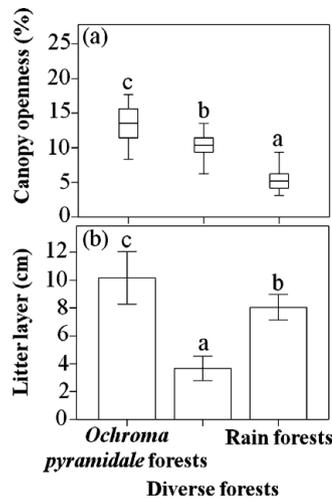 (a)
Canopy openness (%)
25
20
15
10
5
0
c
b
a
(b)
Litter layer (cm)
12
10
8
6
4
2
0
c
a
b
Ochroma Rain forests
pyramidale forests
Diverse forests